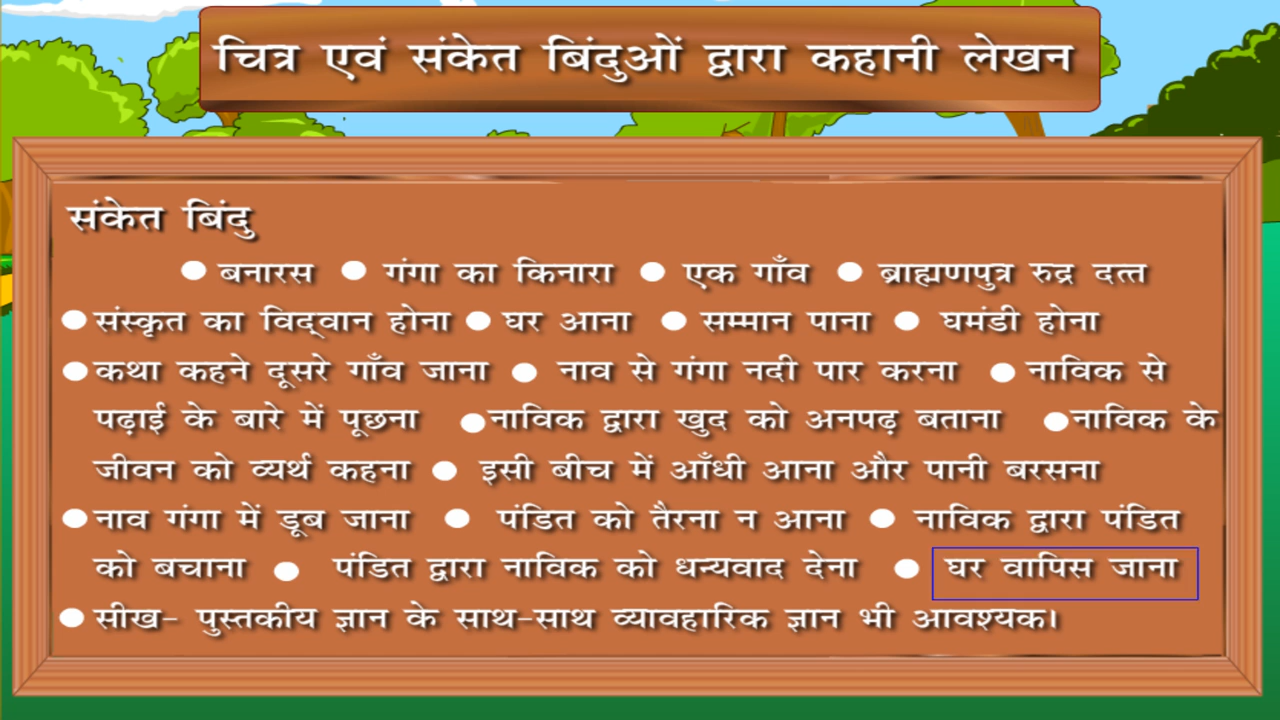 चित्र एवं संकेत बिंदुओं द्वारा कहानी लेखन
संकेत बिंदु
● बनारस ● गंगा का किनारा ● एक गाँव ● ब्राह्मणपुत्र रुद्र दत्त
● संस्कृत का विद्वान होना ● घर आना ● सम्मान पाना ● घमंडी होना
● कथा कहने दूसरे गाँव जाना ● नाव से गंगा नदी पार करना ● नाविक से
पढ़ाई के बारे में पूछना ● नाविक द्वारा खुद को अनपढ़ बताना ● नाविक के
जीवन को व्यर्थ कहना ● इसी बीच में आँधी आना और पानी बरसना
● नाव गंगा में डूब जाना ● पंडित को तैरना न आना ● नाविक द्वारा पंडित
को बचाना ● पंडित द्वारा नाविक को धन्यवाद देना ● घर वापिस जाना
● सीख- पुस्तकीय ज्ञान के साथ-साथ व्यावहारिक ज्ञान भी आवश्यक।